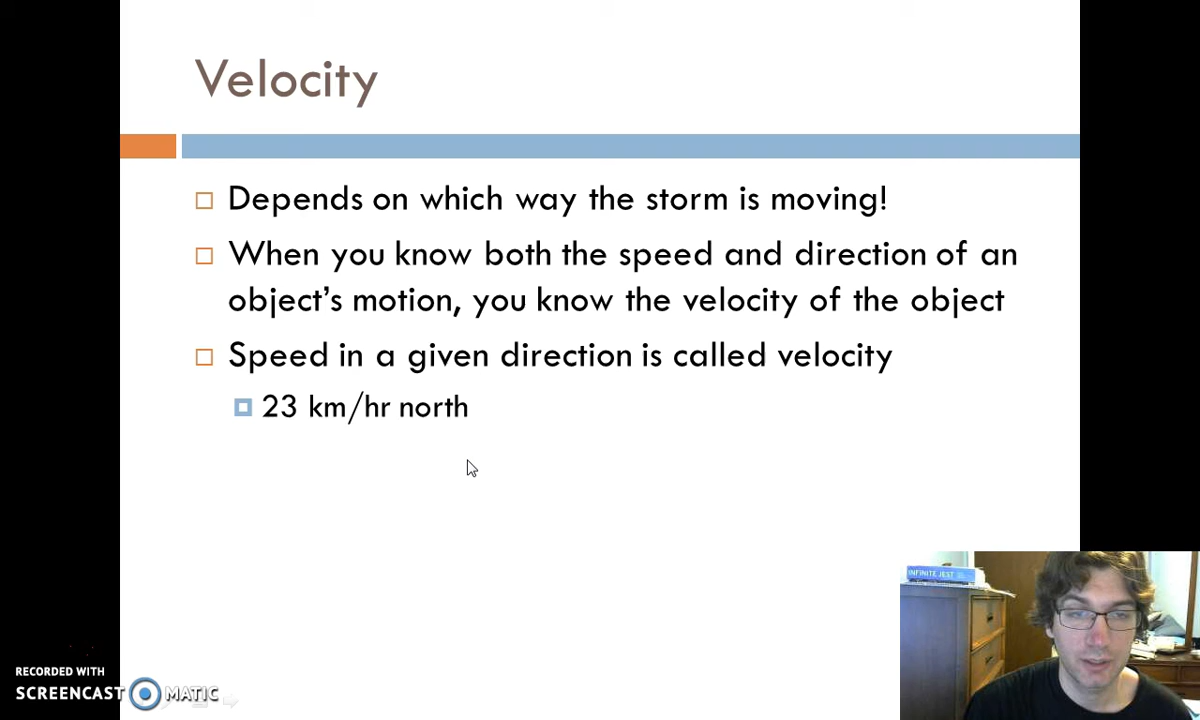 Velocity
Depends on which way the storm is moving!
When you know both the speed and direction of an
object's motion, you know the velocity of the object
Speed in a given direction is called velocity
23 km/hr north
INFINITE JEST
RECORDED WITH
SCREENCAST MATIC